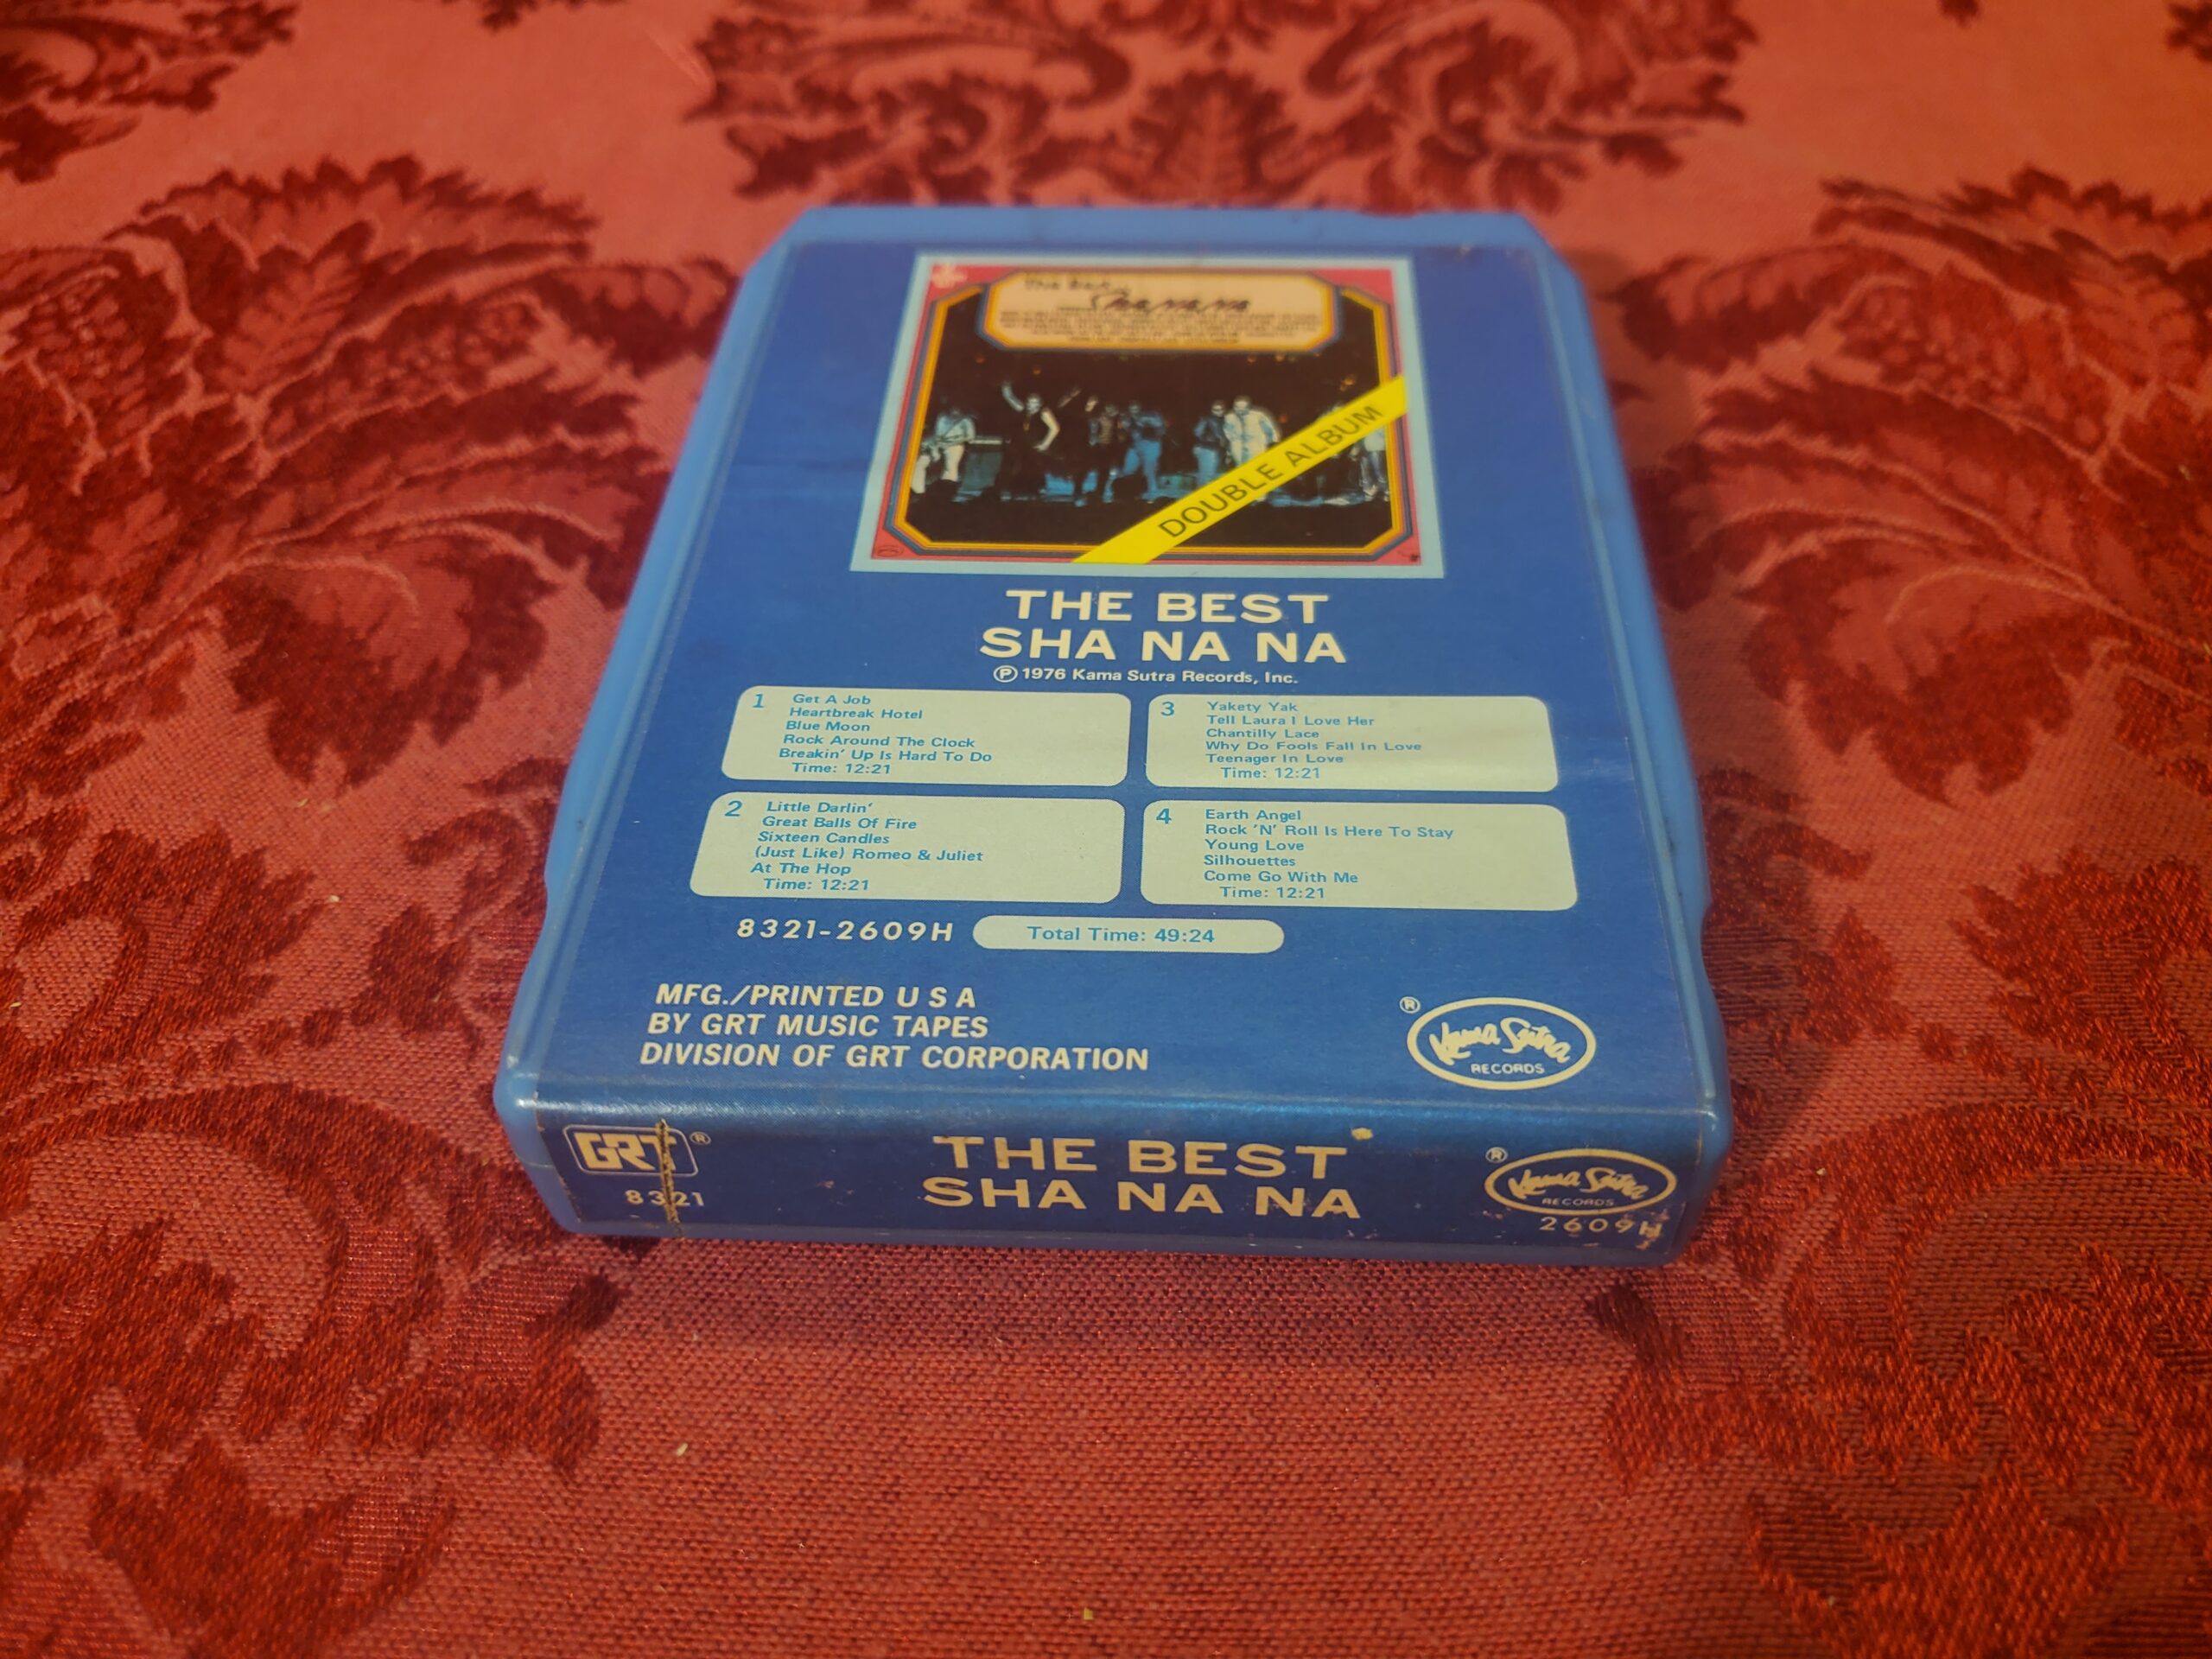 The Best
Sha na na
DOUBLE ALBUM
THE BEST
SHA NA NA
Ⓟ 1976 Kama Sutra Records, Inc.
1 Get A Job
Heartbreak Hotel
Blue Moon
Rock Around The Clock
Breakin' Up Is Hard To Do
Time: 12:21
2 Little Darlin'
Great Balls Of Fire
Sixteen Candles
(Just Like) Romeo & Juliet
At The Hop
Time: 12:21
3 Yakety Yak
Tell Laura I Love Her
Chantilly Lace
Why Do Fools Fall In Love
Teenager In Love
Time: 12:21
4 Earth Angel
Rock 'N' Roll Is Here To Stay
Young Love
Silhouettes
Come Go With Me
Time: 12:21
8321-2609H Total Time: 49:24
MFG./PRINTED U S A
BY GRT MUSIC TAPES
DIVISION OF GRT CORPORATION
® Kama Sutra
RECORDS
GRT ®
8321
THE BEST
SHA NA NA
® Kama Sutra
RECORDS
2609H